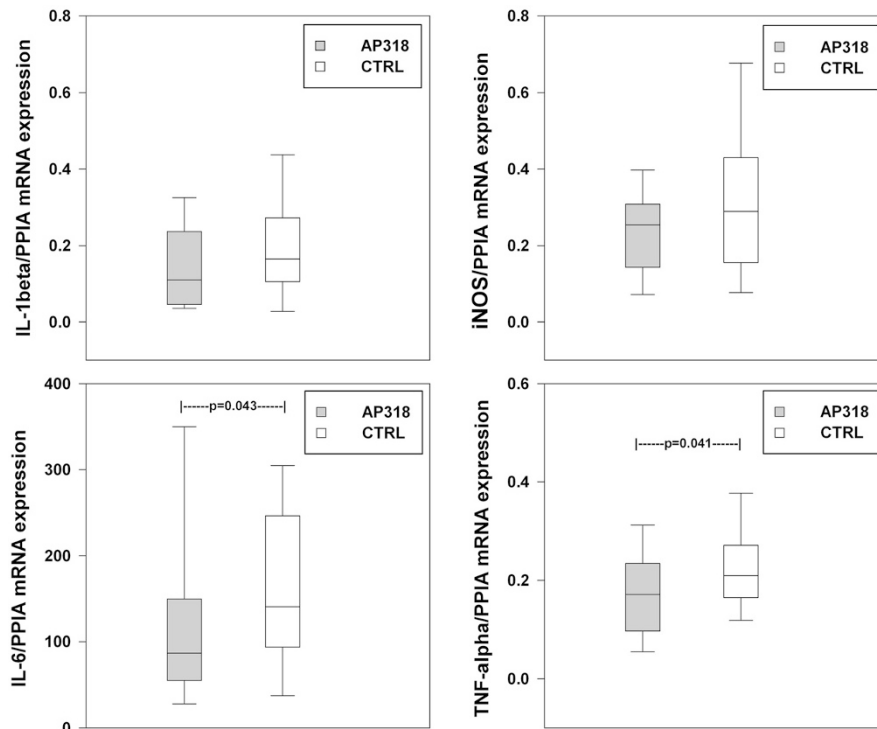 IL-1beta/PPIA mRNA expression
0.8
0.6
0.4
0.2
0.0
AP318
CTRL
iNOS/PPIA mRNA expression
0.8
0.6
0.4
0.2
0.0
AP318
CTRL
IL-6/PPIA mRNA expression
400
300
200
100
0
|------p=0.043------|
AP318
CTRL
TNF-alpha/PPIA mRNA expression
0.6
0.4
0.2
0.0
|------p=0.041------|
AP318
CTRL